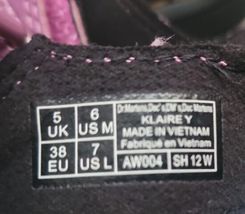 5 UK
6 US M
38 EU
7 US L
Dr.Martens,Doc's,DM's,Doc Martens
KLAIRE Y
MADE IN VIETNAM
Fabriqué en Vietnam
AW004
SH 12 W